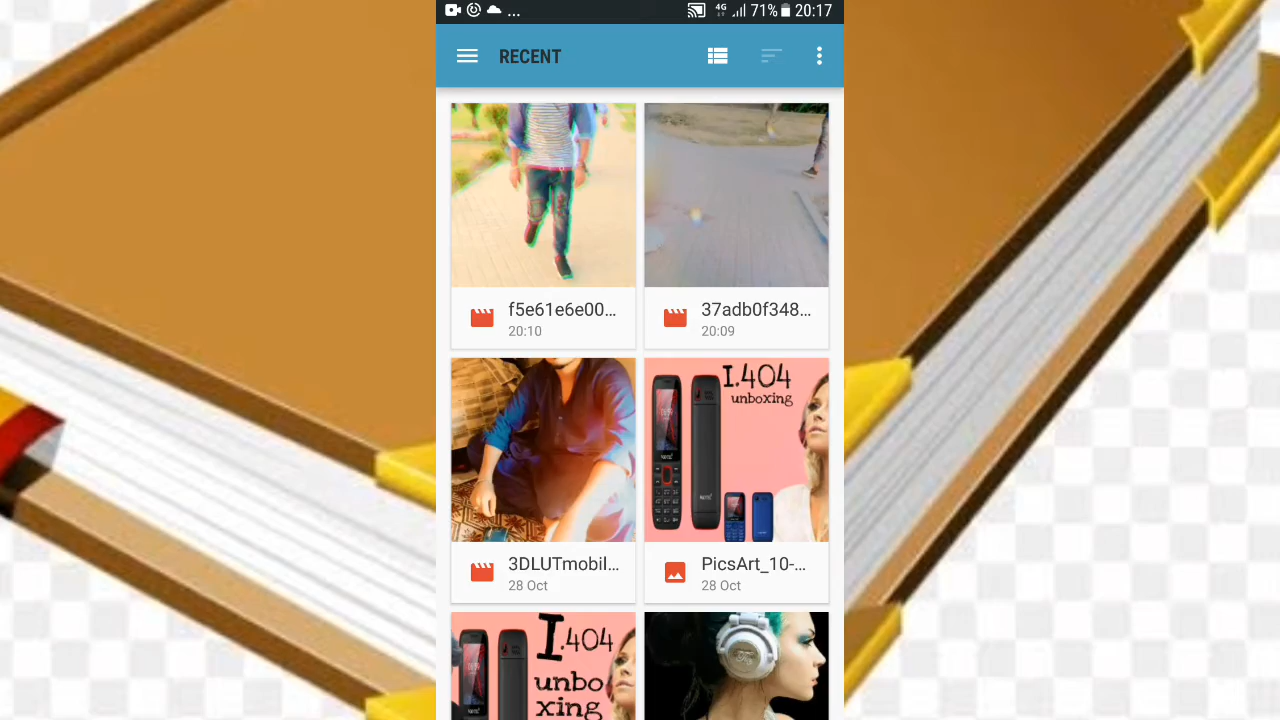 ... 4G 71% 20:17
RECENT
f5e61e6e00...
20:10
37adb0f348...
20:09
I.404
unboxing
3DLUTmobil...
28 Oct
PicsArt_10-...
28 Oct
I.404
unbo
xing